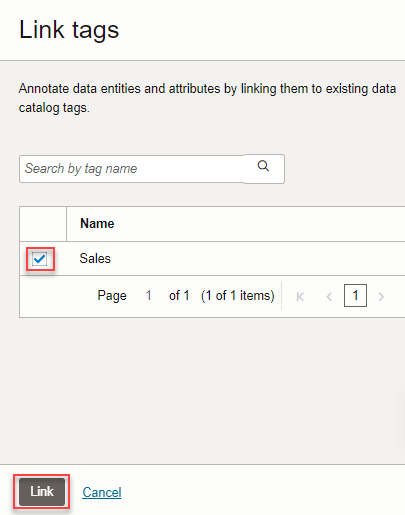 Link tags
Annotate data entities and attributes by linking them to existing data
catalog tags.
Search by tag name
Name
Sales
Page 1 of 1 (1 of 1 items) 1
Link Cancel